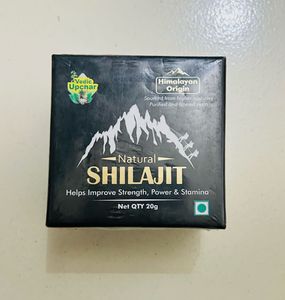 Vedic
Upchar
Himalayan
Origin
Natural
SHILAJIT
Helps Improve Strength, Power & Stamina
Net QTY 20g